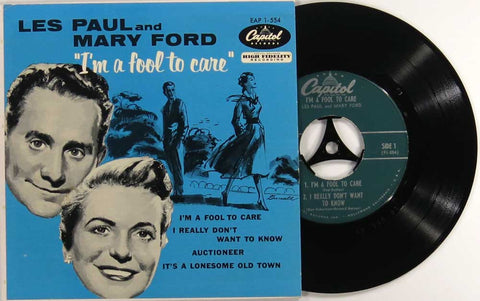 LES PAUL and
MARY FORD
"I'm a fool to care"
EAP 1-554
Capitol
RECORDS
HIGH FIDELITY
RECORDING
I'M A FOOL TO CARE
I REALLY DON'T
WANT TO KNOW
AUCTIONEER
IT'S A LONESOME OLD TOWN
Capitol
I'M A FOOL TO CARE
LES PAUL and MARY FORD
SIDE 1
1. I'M A FOOL TO CARE
2. I REALLY DON'T WANT
TO KNOW